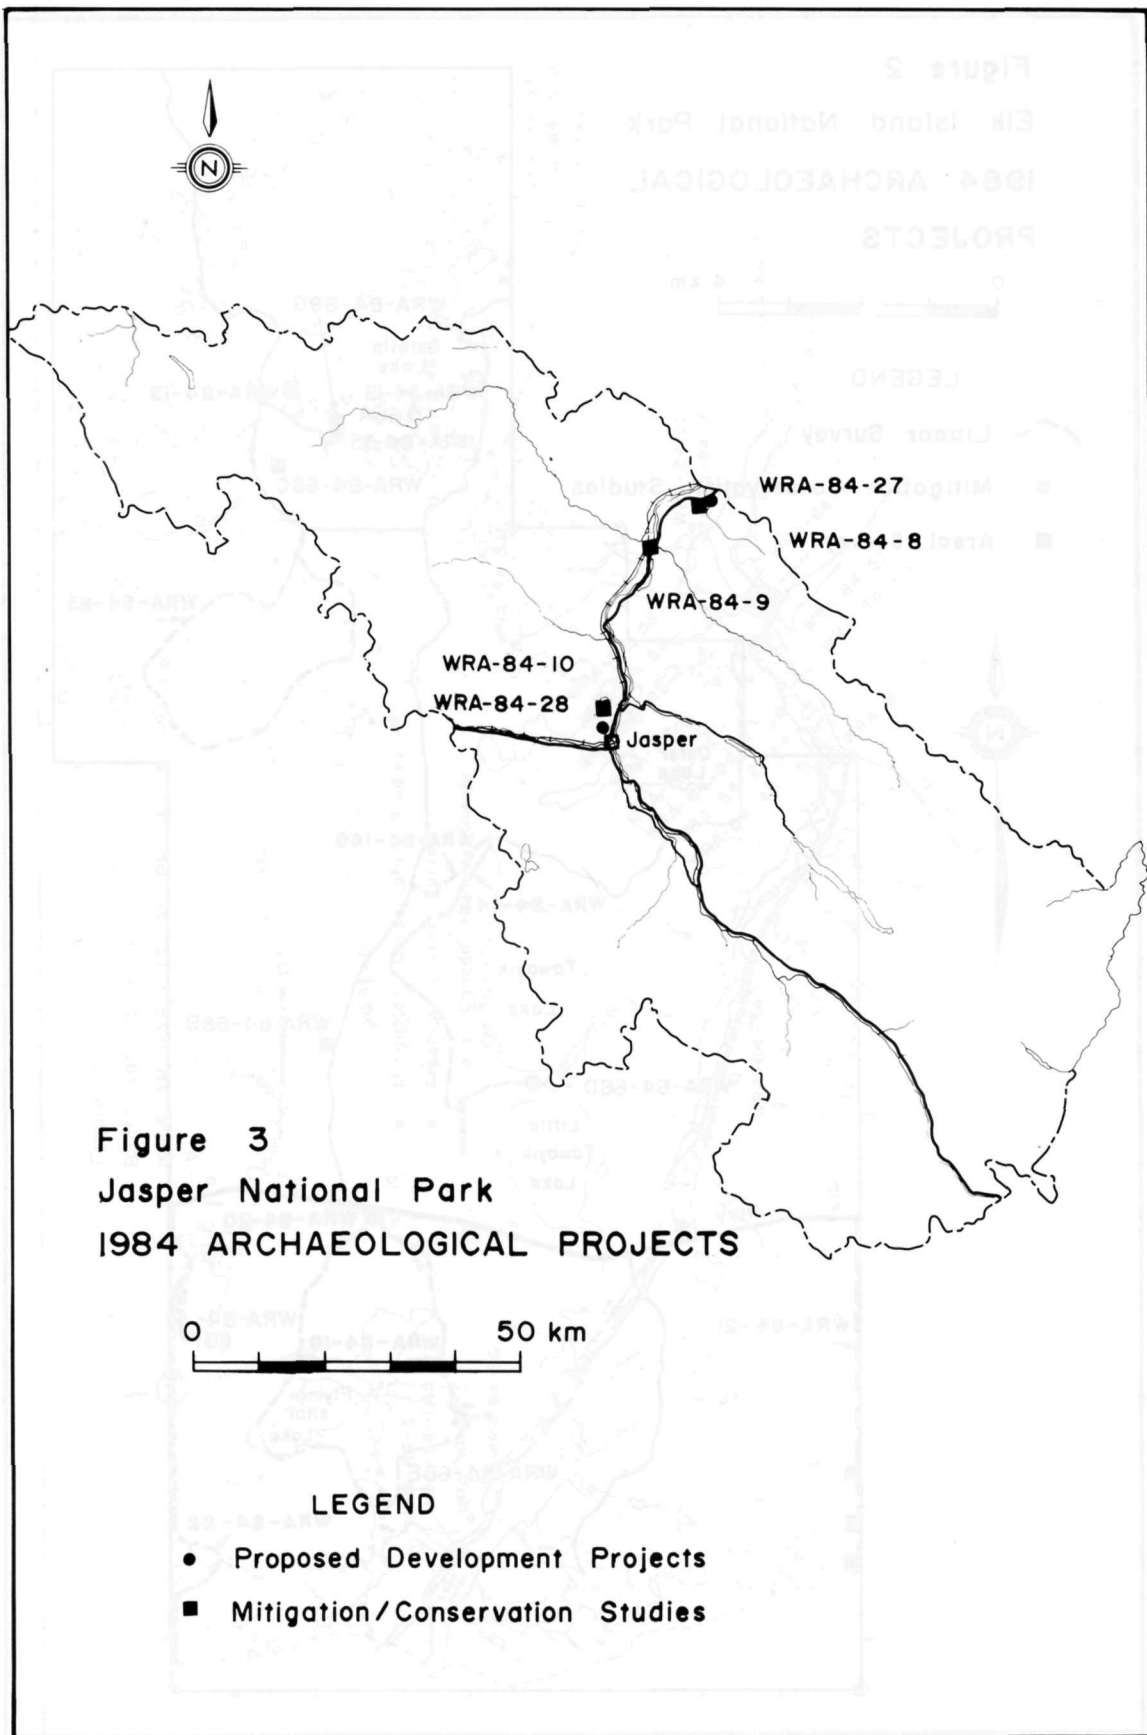 N
WRA-84-27
WRA-84-8
WRA-84-9
WRA-84-10
WRA-84-28
Jasper
Figure 3
Jasper National Park
1984 ARCHAEOLOGICAL PROJECTS
0 50 km
LEGEND
Proposed Development Projects
Mitigation/Conservation Studies